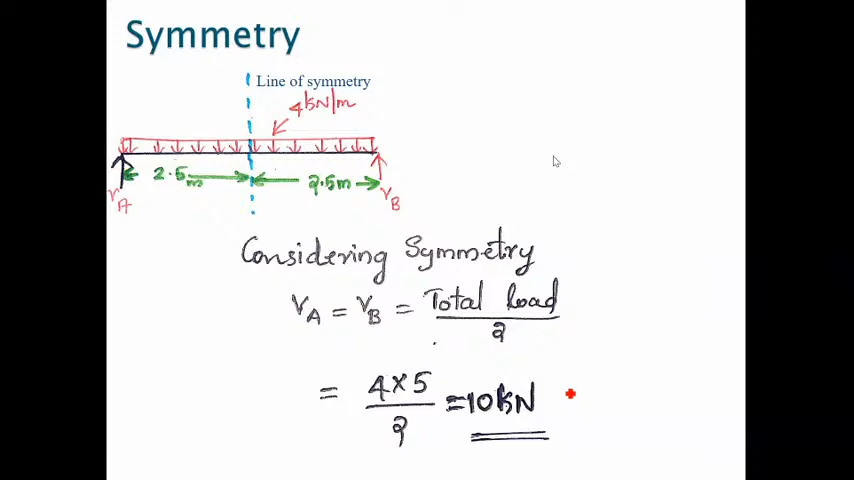 Symmetry
Line of symmetry
4kN/m
2.5m
2.5m
VA
VB
Considering Symmetry
VA = VB = Total load
2
= 4×5 =10kN
2